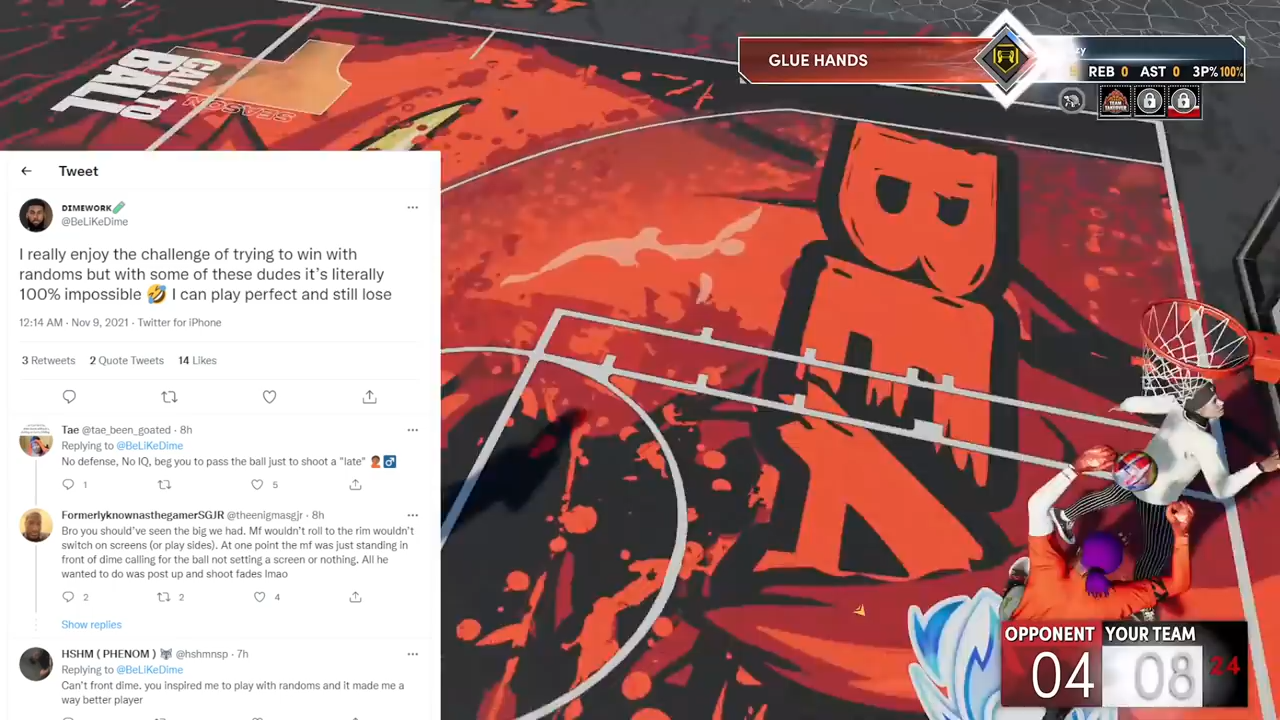 Tweet
DIMEWORK
@BeLiKeDime
I really enjoy the challenge of trying to win with
randoms but with some of these dudes it's literally
100% impossible 🤣 I can play perfect and still lose
12:14 AM · Nov 9, 2021 · Twitter for iPhone
3 Retweets 2 Quote Tweets 14 Likes
Tae @tae_been_goated · 8h
Replying to @BeLiKeDime
No defense, No IQ, beg you to pass the ball just to shoot a "late"
1 5
FormerlyknownasthegamerSGJR @theenigmasgjr · 8h
Bro you should've seen the big we had. Mf wouldn't roll to the rim wouldn't
switch on screens (or play sides). At one point the mf was just standing in
front of dime calling for the ball not setting a screen or nothing. All he
wanted to do was post up and shoot fades lmao
2 2 4
Show replies
HSHM ( PHENOM ) @hshmnsp · 7h
Replying to @BeLiKeDime
Can't front dime. you inspired me to play with randoms and it made me a
way better player
CALL TO
BALL
SEASON
GLUE HANDS
REB 0 AST 0 3P% 100%
TEAM
TAKEOVER
OPPONENT YOUR TEAM
04 08 24